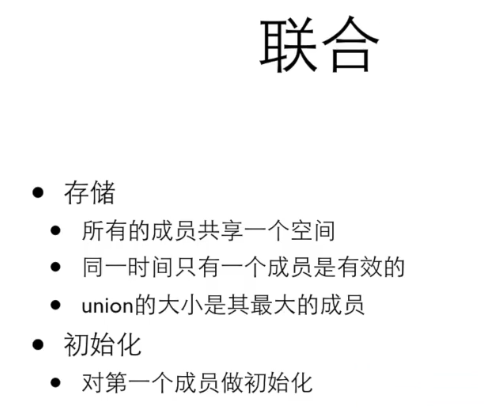 联合
存储
所有的成员共享一个空间
同一时间只有一个成员是有效的
union的大小是其最大的成员
初始化
对第一个成员做初始化